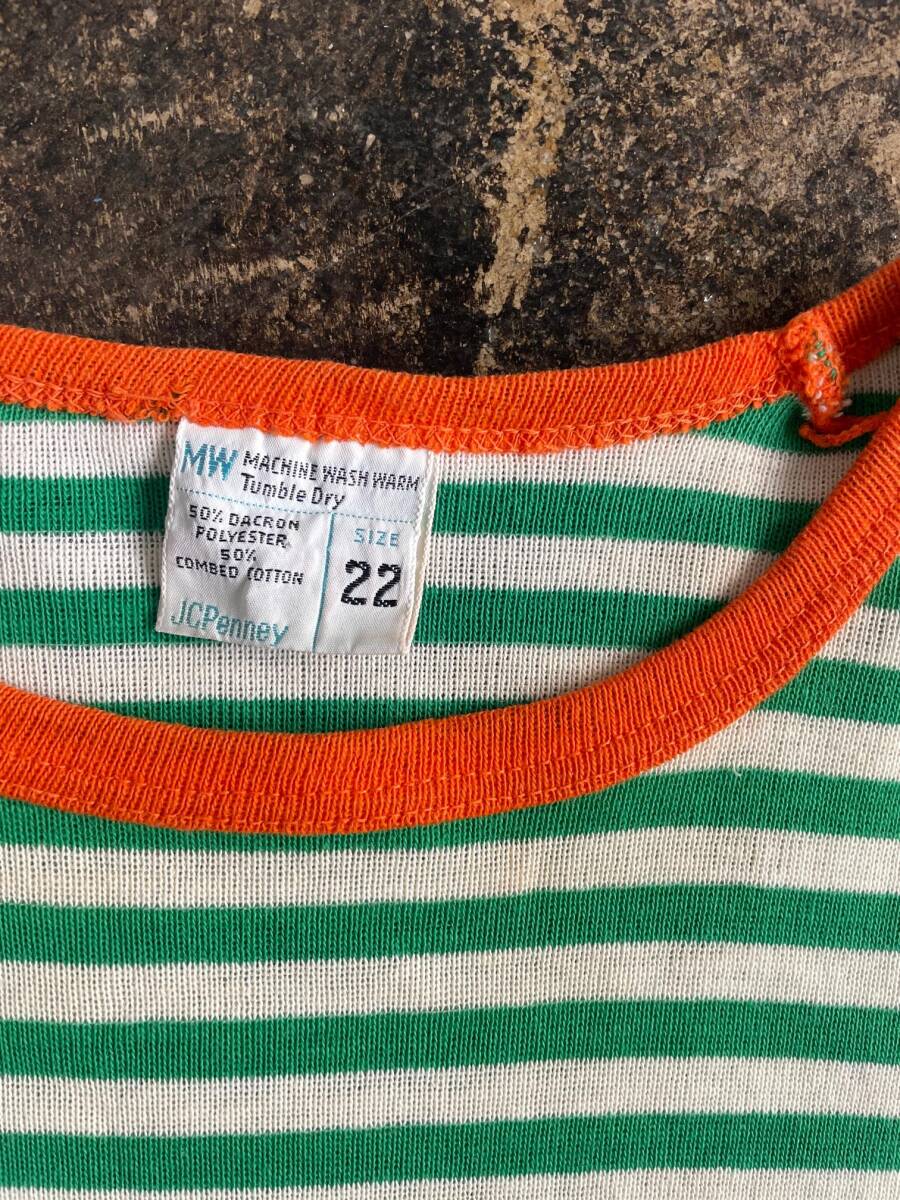 MW MACHINE WASH WARM
Tumble Dry
50% DACRON
POLYESTER
50%
COMBED COTTON
SIZE
22
JCPenney